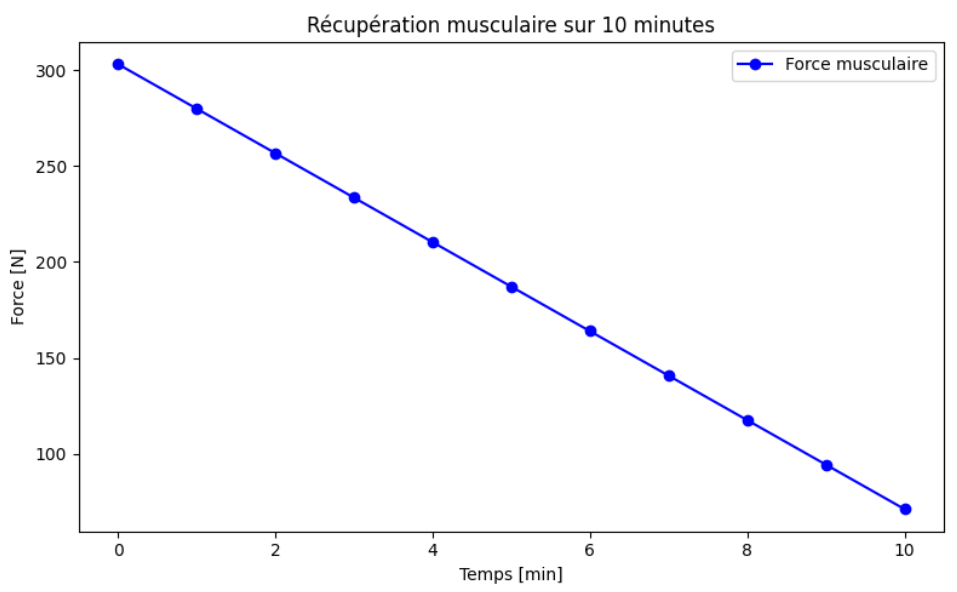 Récupération musculaire sur 10 minutes
Force musculaire
300
250
200
150
100
Force [N]
0 2 4 6 8 10
Temps [min]